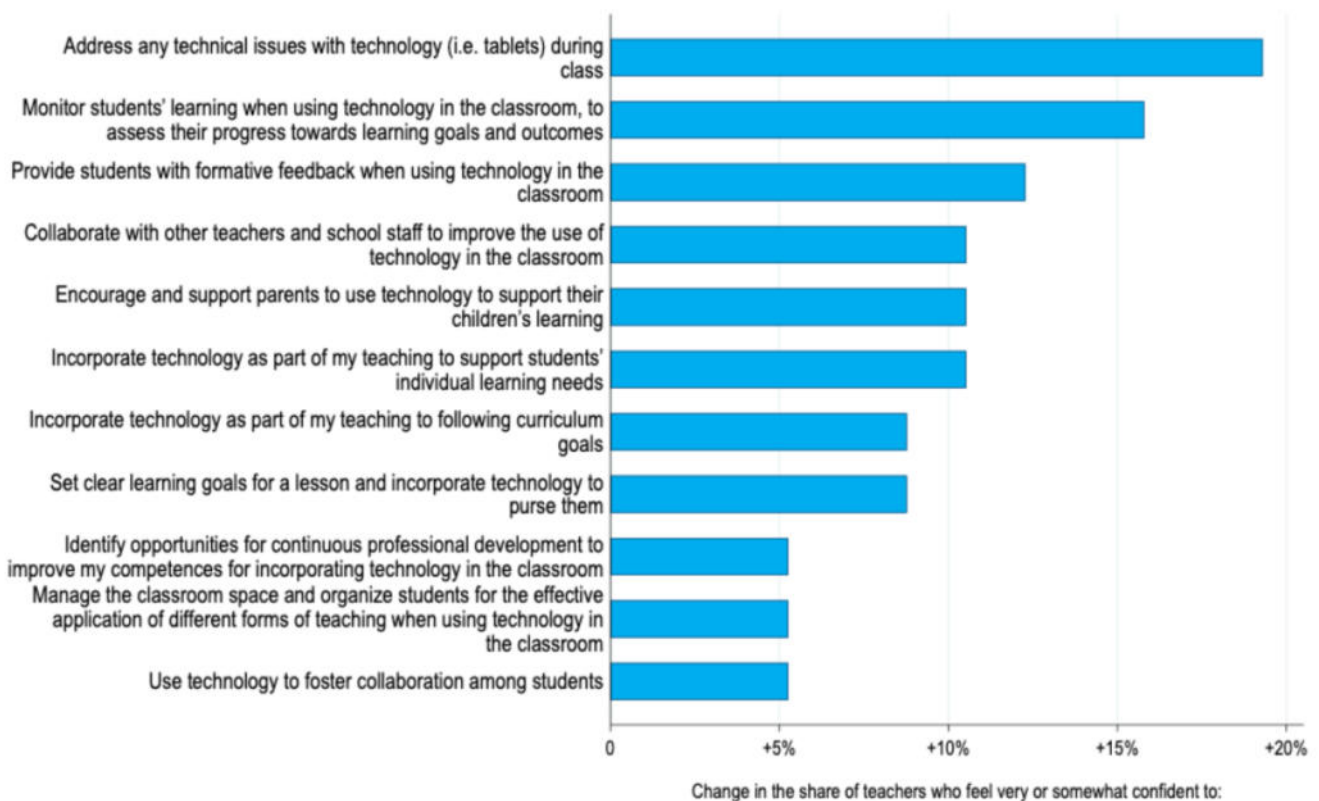 Address any technical issues with technology (i.e. tablets) during
class
Monitor students' learning when using technology in the classroom, to
assess their progress towards learning goals and outcomes
Provide students with formative feedback when using technology in the
classroom
Collaborate with other teachers and school staff to improve the use of
technology in the classroom
Encourage and support parents to use technology to support their
children's learning
Incorporate technology as part of my teaching to support students'
individual learning needs
Incorporate technology as part of my teaching to following curriculum
goals
Set clear learning goals for a lesson and incorporate technology to
purse them
Identify opportunities for continuous professional development to
improve my competences for incorporating technology in the classroom
Manage the classroom space and organize students for the effective
application of different forms of teaching when using technology in
the classroom
Use technology to foster collaboration among students
0 +5% +10% +15% +20%
Change in the share of teachers who feel very or somewhat confident to: